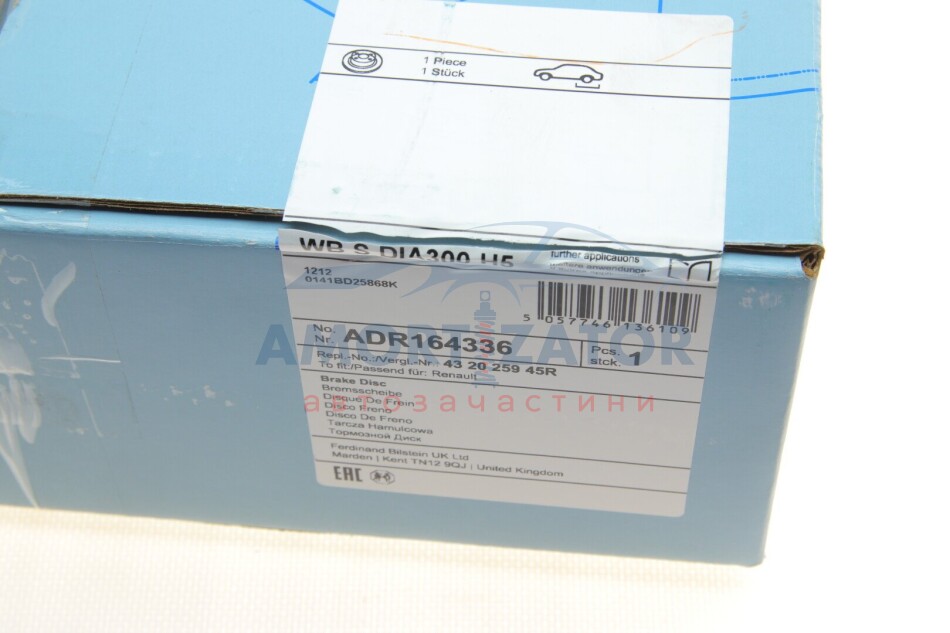 1 Piece
1 Stück
WB S DIA300 H5
further applications
1212
0141BD25868K
5 057746 136109
No.
Nr. ADR164336
Pcs.
stck. 1
Repl.-No./Vergl.-Nr. 43 20 259 45R
To fit:/Passend für: Renault
Brake Disc
Bromsscheibe
Disque De Frein
Disco Freno
Disco De Freno
Tarcza Hamulcowa
Тормозной Диск
Ferdinand Bilstein UK Ltd
Marden | Kent TN12 9QJ | United Kingdom
EAC
AMORTIZATOR
автозачастини